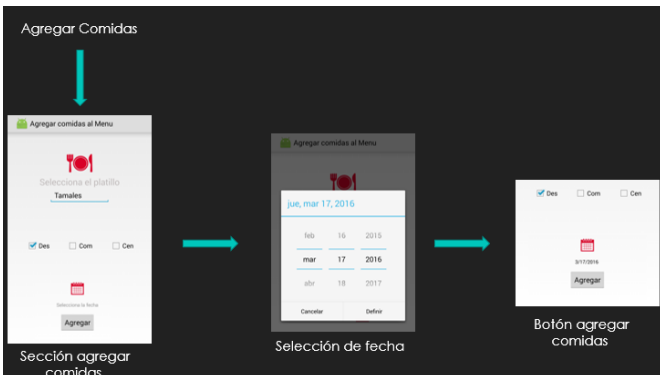 Agregar Comidas
Agregar comidas al Menu
Selecciona el platillo
Tamales
Des Com Cen
Selecciona la fecha
Agregar
Sección agregar
comidas
Agregar comidas al Menu
jue, mar 17, 2016
feb 16 2015
mar 17 2016
abr 18 2017
Cancelar Definir
Selección de fecha
Des Com Cen
3/17/2016
Agregar
Botón agregar
comidas